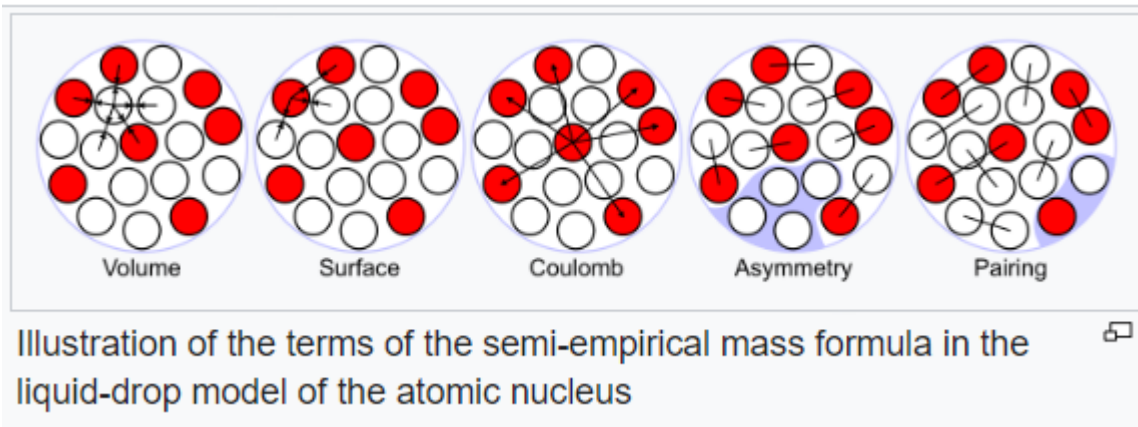 Volume Surface Coulomb Asymmetry Pairing
Illustration of the terms of the semi-empirical mass formula in the
liquid-drop model of the atomic nucleus